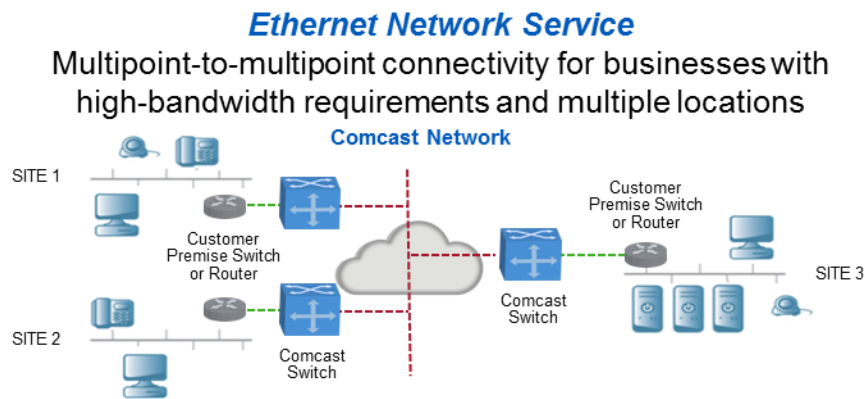 Ethernet Network Service
Multipoint-to-multipoint connectivity for businesses with
high-bandwidth requirements and multiple locations
Comcast Network
SITE 1
Customer
Premise Switch
or Router
Customer
Premise Switch
or Router
SITE 3
Comcast
Switch
SITE 2
Comcast
Switch